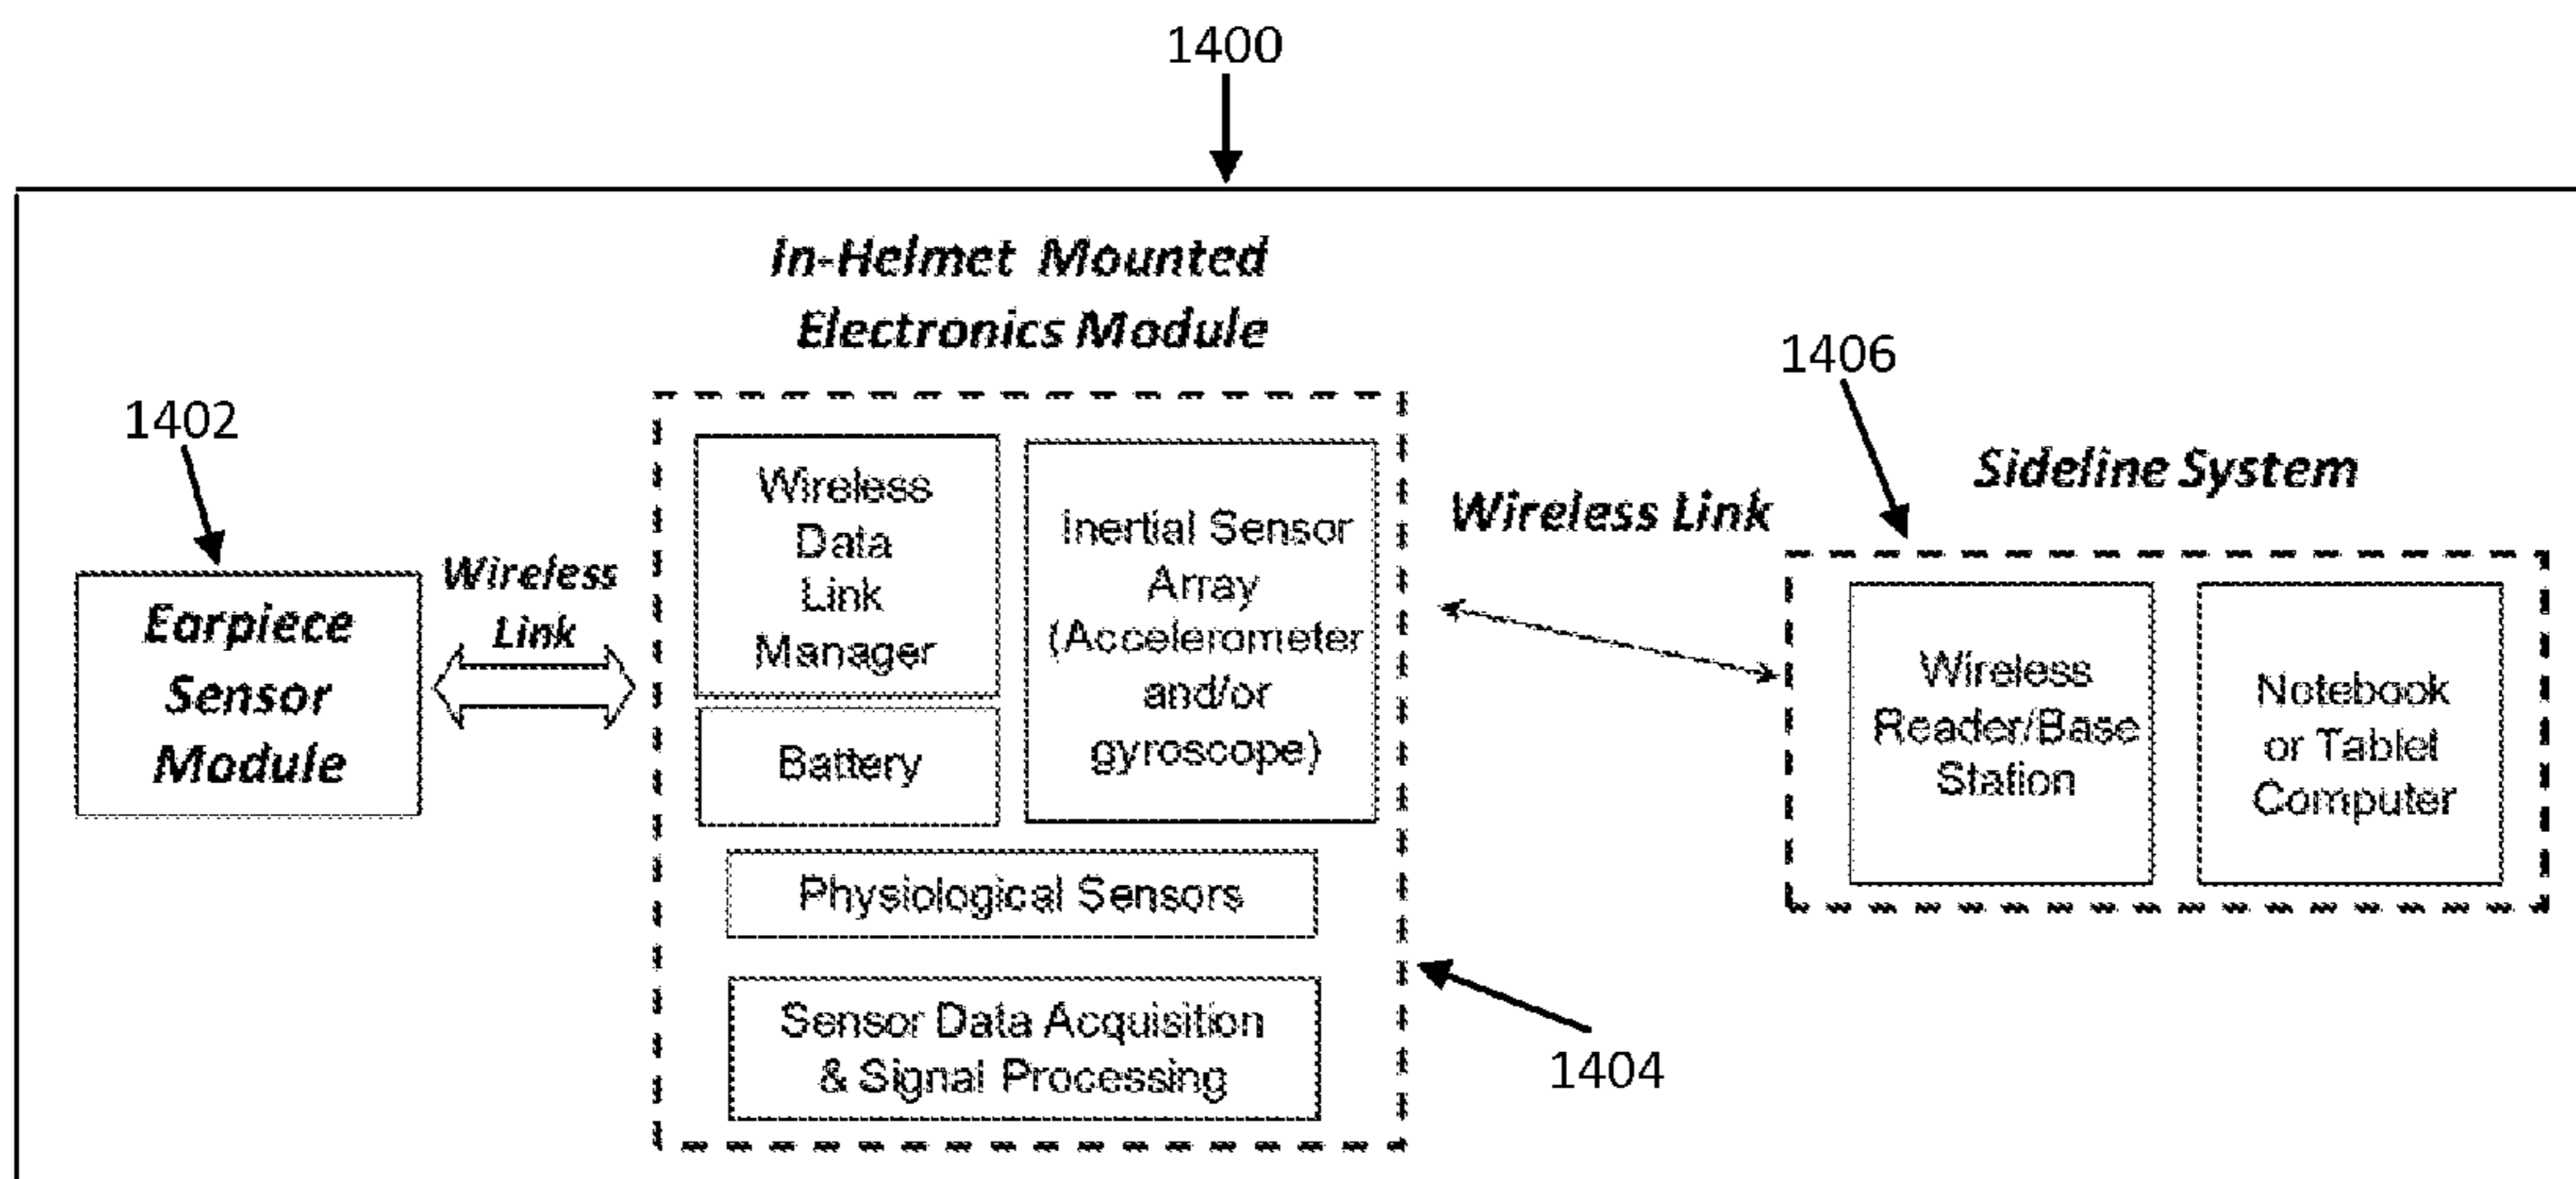 1400
In-Helmet Mounted
Electronics Module
1402
Earpiece
Sensor
Module
Wireless
Link
Wireless
Data
Link
Manager
Battery
Inertial Sensor
Array
(Accelerometer
and/or
gyroscope)
Physiological Sensors
Sensor Data Acquisition
& Signal Processing
1404
Wireless Link
1406
Sideline System
Wireless
Reader/Base
Station
Notebook
or Tablet
Computer